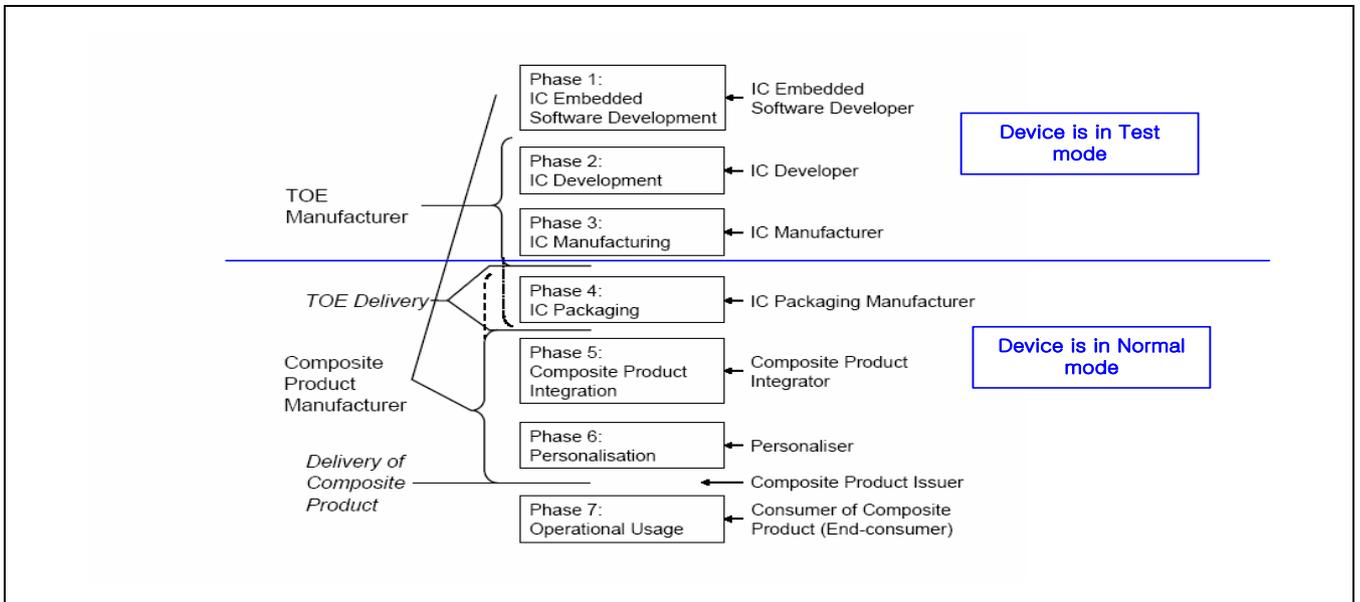 Phase 1:
IC Embedded
Software Development
IC Embedded
Software Developer
Device is in Test
mode
Phase 2:
IC Development
IC Developer
TOE
Manufacturer
Phase 3:
IC Manufacturing
IC Manufacturer
TOE Delivery
Phase 4:
IC Packaging
IC Packaging Manufacturer
Device is in Normal
mode
Composite
Product
Manufacturer
Phase 5:
Composite Product
Integration
Composite Product
Integrator
Phase 6:
Personalisation
Personaliser
Delivery of
Composite
Product
Composite Product Issuer
Phase 7:
Operational Usage
Consumer of Composite
Product (End-consumer)